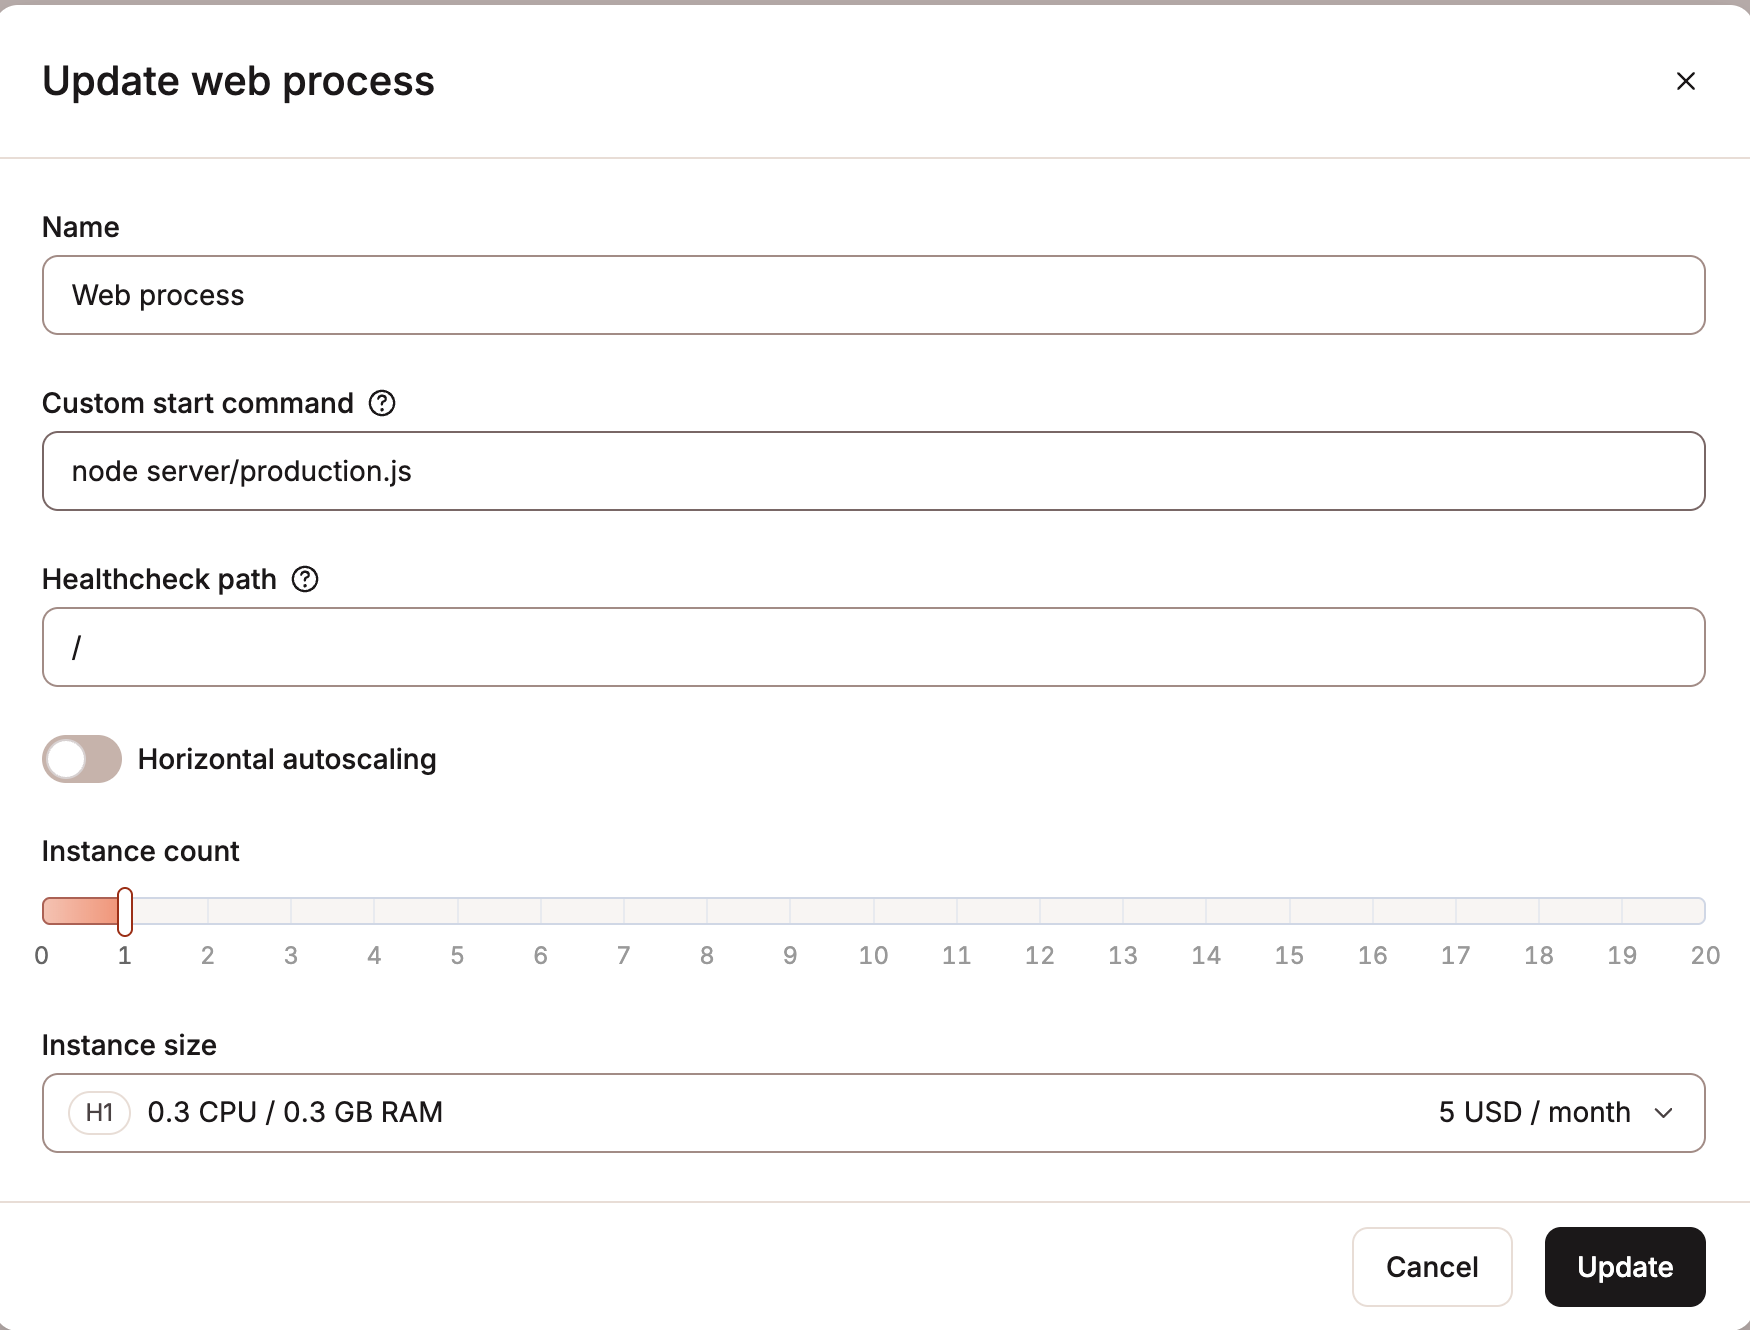 Update web process
Name
Web process
Custom start command
node server/production.js
Healthcheck path
/
Horizontal autoscaling
Instance count
0 1 2 3 4 5 6 7 8 9 10 11 12 13 14 15 16 17 18 19 20
Instance size
H1 0.3 CPU / 0.3 GB RAM 5 USD / month
Cancel Update